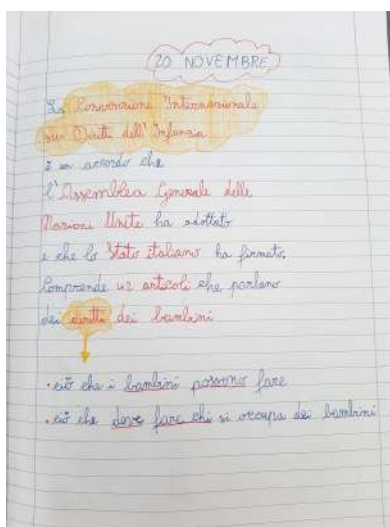 20 NOVEMBRE
La Convenzione Internazionale
sui Diritti dell'Infanzia
è un accordo che
l'Assemblea Generale delle
Nazioni Unite ha adottato
e che lo Stato italiano ha firmato.
Comprende 42 articoli che parlano
dei diritti dei bambini
• ciò che i bambini possono fare
• ciò che deve fare chi si occupa dei bambini